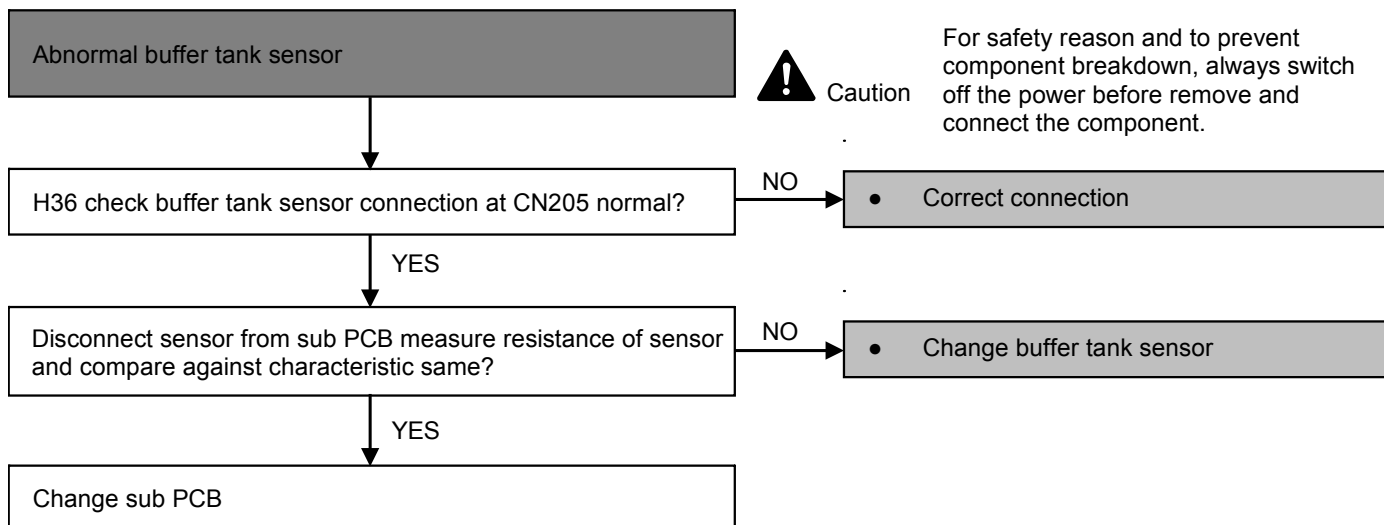 Abnormal buffer tank sensor
Caution
For safety reason and to prevent
component breakdown, always switch
off the power before remove and
connect the component.
H36 check buffer tank sensor connection at CN205 normal?
NO
● Correct connection
YES
Disconnect sensor from sub PCB measure resistance of sensor
and compare against characteristic same?
NO
● Change buffer tank sensor
YES
Change sub PCB